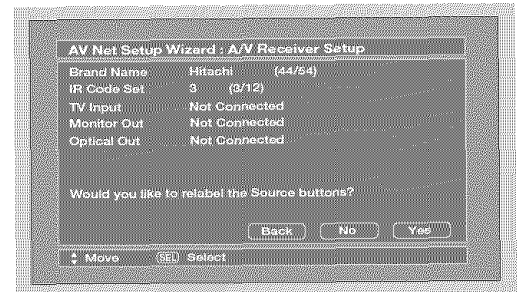 AV Net Setup Wizard : A/V Receiver Setup
Brand Name Hitachi (44/54)
IR Code Set 3 (3/12)
TV Input Not Connected
Monitor Out Not Connected
Optical Out Not Connected
Would you like to relabel the Source buttons?
Back No Yes
Move SEL Select